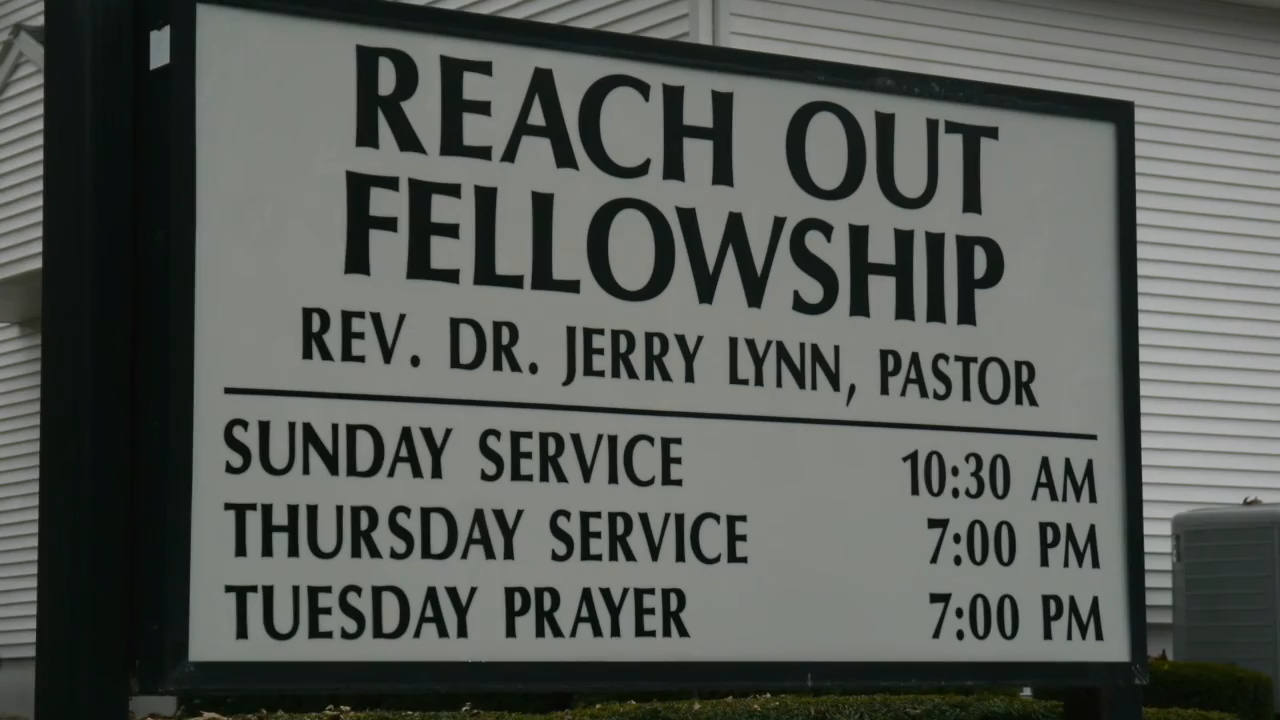 REACH OUT
FELLOWSHIP
REV. DR. JERRY LYNN, PASTOR
SUNDAY SERVICE 10:30 AM
THURSDAY SERVICE 7:00 PM
TUESDAY PRAYER 7:00 PM